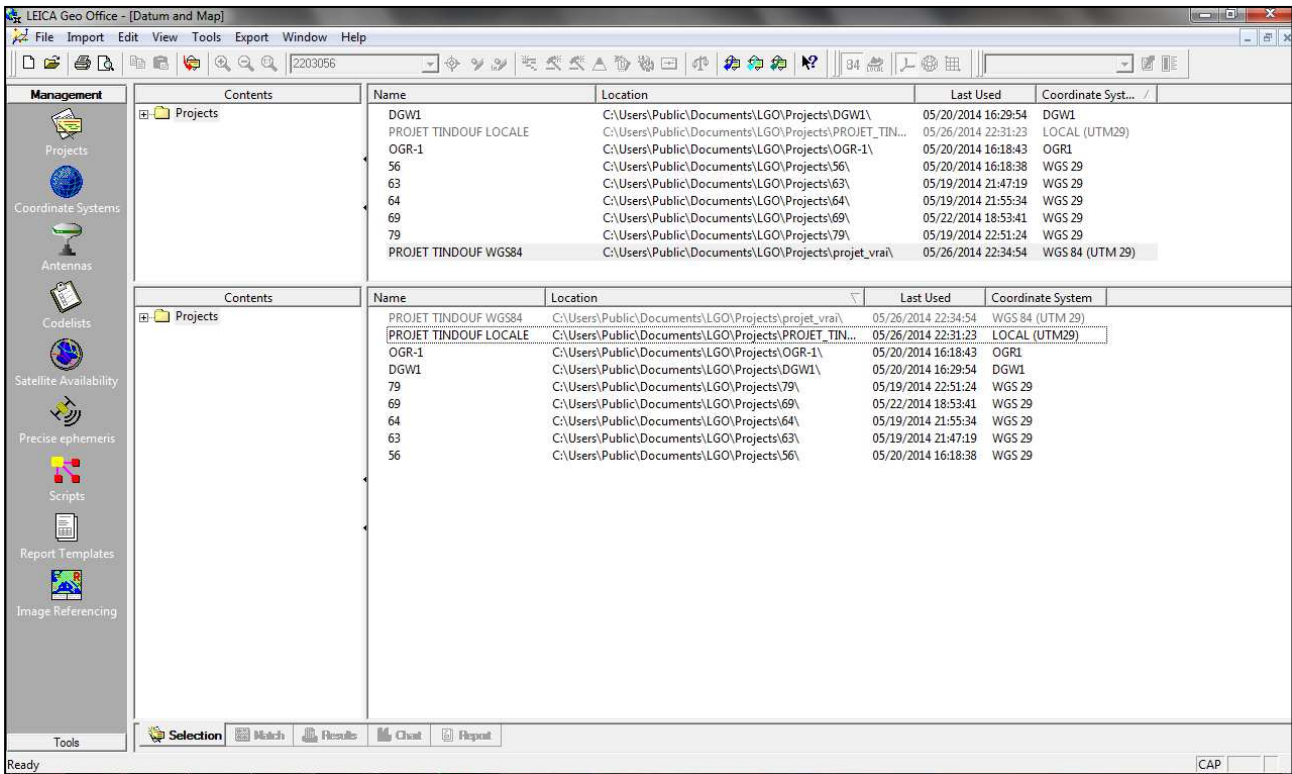 LEICA Geo Office - [Datum and Map]
File Import Edit View Tools Export Window Help
2203056
84
Management
Projects
Coordinate Systems
Antennas
Codelists
Satellite Availability
Precise ephemeris
Scripts
Report Templates
Image Referencing
Tools
Contents
Projects
Name Location Last Used Coordinate Syst...
DGW1 C:\Users\Public\Documents\LGO\Projects\DGW1\ 05/20/2014 16:29:54 DGW1
PROJET TINDOUF LOCALE C:\Users\Public\Documents\LGO\Projects\PROJET_TIN... 05/26/2014 22:31:23 LOCAL (UTM29)
OGR-1 C:\Users\Public\Documents\LGO\Projects\OGR-1\ 05/20/2014 16:18:43 OGR1
56 C:\Users\Public\Documents\LGO\Projects\56\ 05/20/2014 16:18:38 WGS 29
63 C:\Users\Public\Documents\LGO\Projects\63\ 05/19/2014 21:47:19 WGS 29
64 C:\Users\Public\Documents\LGO\Projects\64\ 05/19/2014 21:55:34 WGS 29
69 C:\Users\Public\Documents\LGO\Projects\69\ 05/22/2014 18:53:41 WGS 29
79 C:\Users\Public\Documents\LGO\Projects\79\ 05/19/2014 22:51:24 WGS 29
PROJET TINDOUF WGS84 C:\Users\Public\Documents\LGO\Projects\projet_vrai\ 05/26/2014 22:34:54 WGS 84 (UTM 29)
Contents
Projects
Name Location Last Used Coordinate System
PROJET TINDOUF WGS84 C:\Users\Public\Documents\LGO\Projects\projet_vrai\ 05/26/2014 22:34:54 WGS 84 (UTM 29)
PROJET TINDOUF LOCALE C:\Users\Public\Documents\LGO\Projects\PROJET_TIN... 05/26/2014 22:31:23 LOCAL (UTM29)
OGR-1 C:\Users\Public\Documents\LGO\Projects\OGR-1\ 05/20/2014 16:18:43 OGR1
DGW1 C:\Users\Public\Documents\LGO\Projects\DGW1\ 05/20/2014 16:29:54 DGW1
79 C:\Users\Public\Documents\LGO\Projects\79\ 05/19/2014 22:51:24 WGS 29
69 C:\Users\Public\Documents\LGO\Projects\69\ 05/22/2014 18:53:41 WGS 29
64 C:\Users\Public\Documents\LGO\Projects\64\ 05/19/2014 21:55:34 WGS 29
63 C:\Users\Public\Documents\LGO\Projects\63\ 05/19/2014 21:47:19 WGS 29
56 C:\Users\Public\Documents\LGO\Projects\56\ 05/20/2014 16:18:38 WGS 29
Selection Match Results Chart Report
Ready
CAP